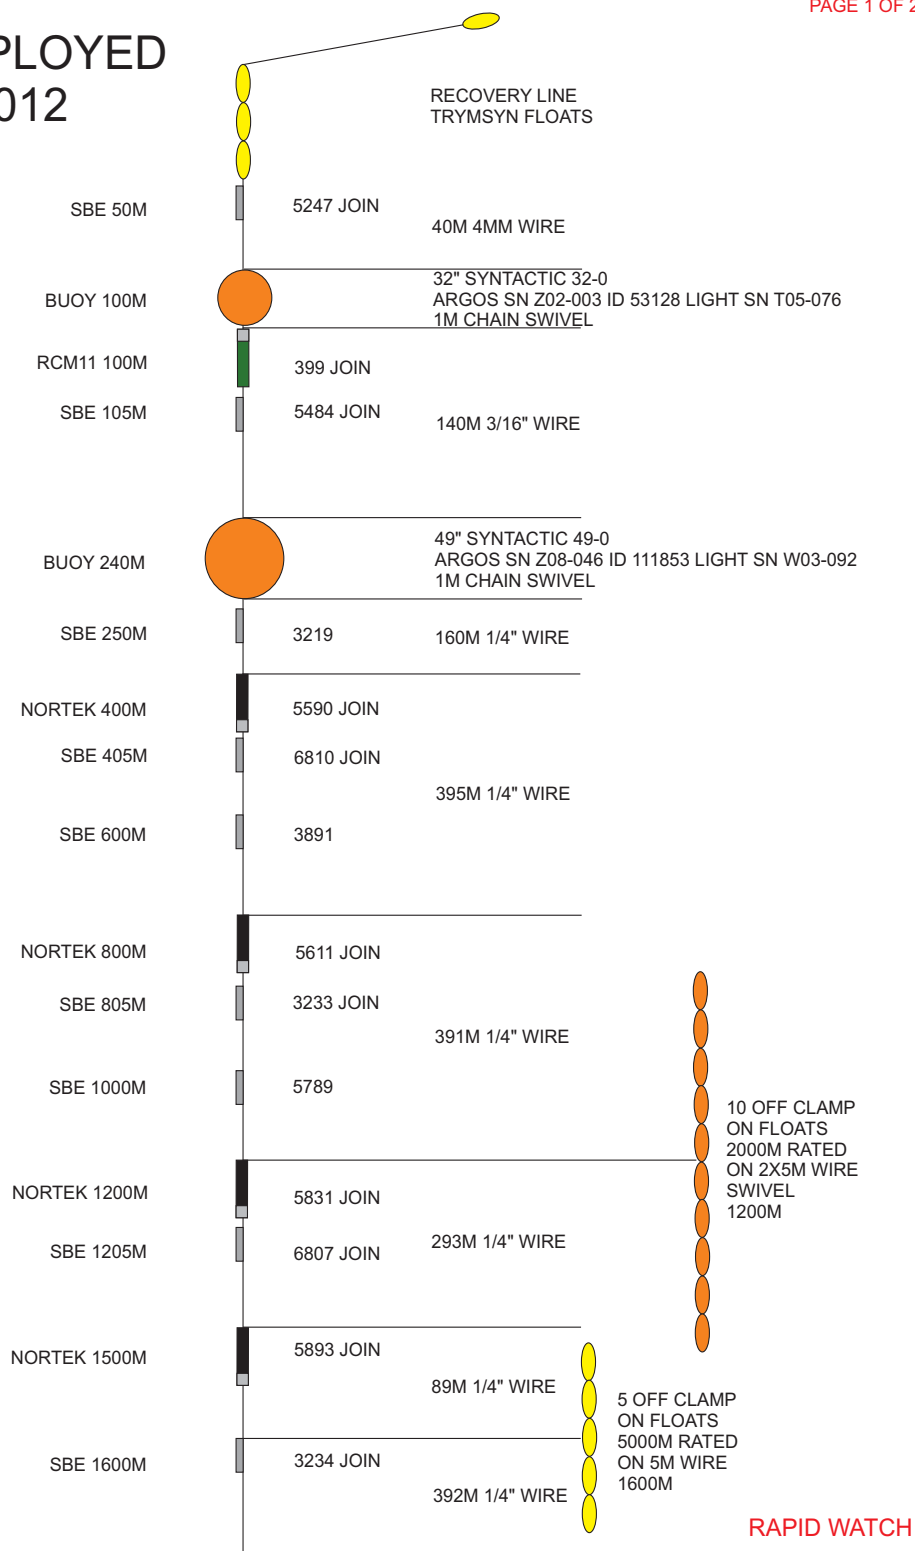 PAGE 1 OF 2
PLOYED
012
RECOVERY LINE
TRYMSYN FLOATS
SBE 50M
5247 JOIN
40M 4MM WIRE
BUOY 100M
32" SYNTACTIC 32-0
ARGOS SN Z02-003 ID 53128 LIGHT SN T05-076
1M CHAIN SWIVEL
RCM11 100M
399 JOIN
SBE 105M
5484 JOIN
140M 3/16" WIRE
BUOY 240M
49" SYNTACTIC 49-0
ARGOS SN Z08-046 ID 111853 LIGHT SN W03-092
1M CHAIN SWIVEL
SBE 250M
3219
160M 1/4" WIRE
NORTEK 400M
5590 JOIN
SBE 405M
6810 JOIN
395M 1/4" WIRE
SBE 600M
3891
NORTEK 800M
5611 JOIN
SBE 805M
3233 JOIN
391M 1/4" WIRE
SBE 1000M
5789
10 OFF CLAMP
ON FLOATS
2000M RATED
ON 2X5M WIRE
SWIVEL
1200M
NORTEK 1200M
5831 JOIN
SBE 1205M
6807 JOIN
293M 1/4" WIRE
NORTEK 1500M
5893 JOIN
89M 1/4" WIRE
5 OFF CLAMP
ON FLOATS
5000M RATED
ON 5M WIRE
1600M
SBE 1600M
3234 JOIN
392M 1/4" WIRE
RAPID WATCH